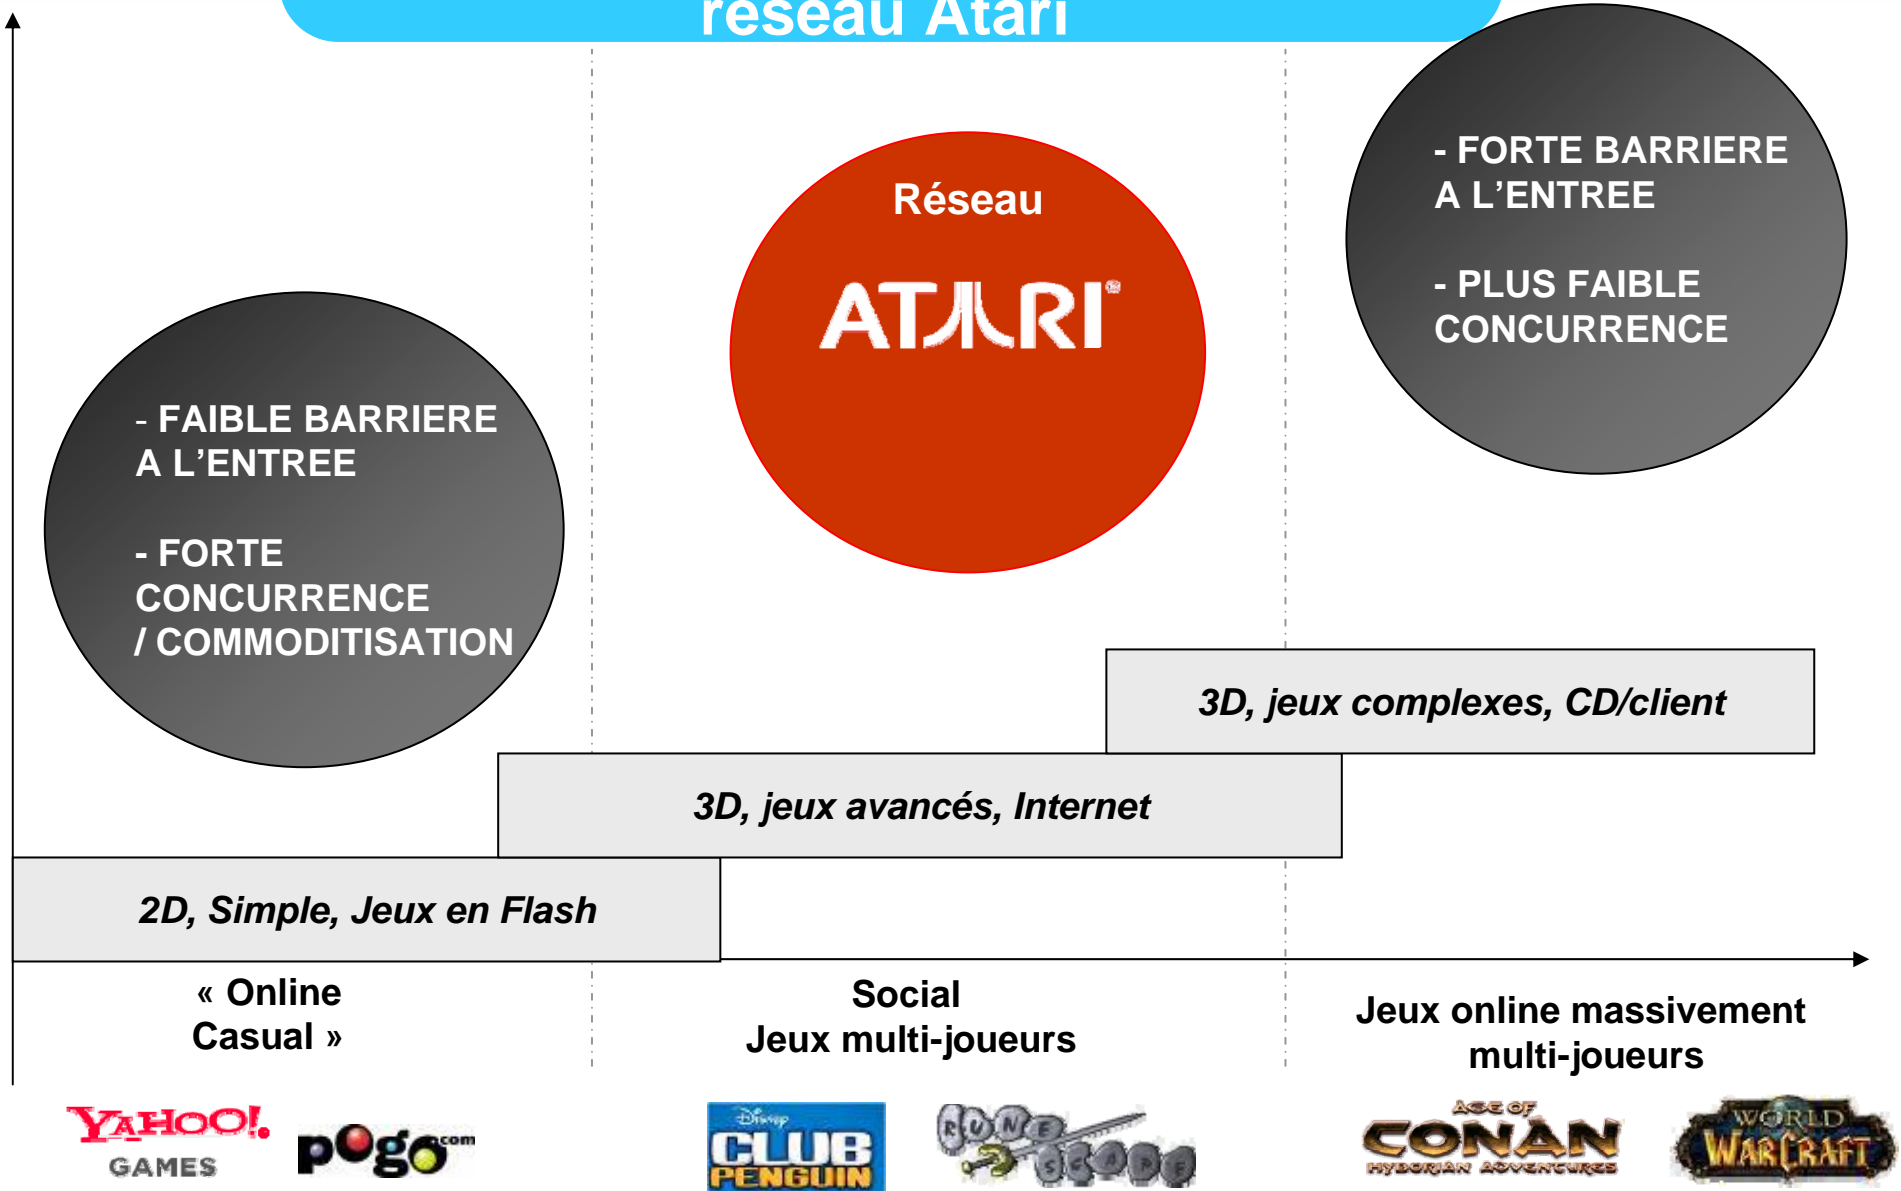 réseau Atari
- FORTE BARRIERE
A L'ENTREE
- PLUS FAIBLE
CONCURRENCE
Réseau
ATARI
- FAIBLE BARRIERE
A L'ENTREE
- FORTE
CONCURRENCE
/ COMMODITISATION
3D, jeux complexes, CD/client
3D, jeux avancés, Internet
2D, Simple, Jeux en Flash
« Online
Casual »
Social
Jeux multi-joueurs
Jeux online massivement
multi-joueurs
YAHOO!
GAMES
pogo.com
Disney
CLUB
PENGUIN
RUNE
SCAPE
AGE OF
CONAN
HYBORIAN ADVENTURES
WORLD
WARCRAFT